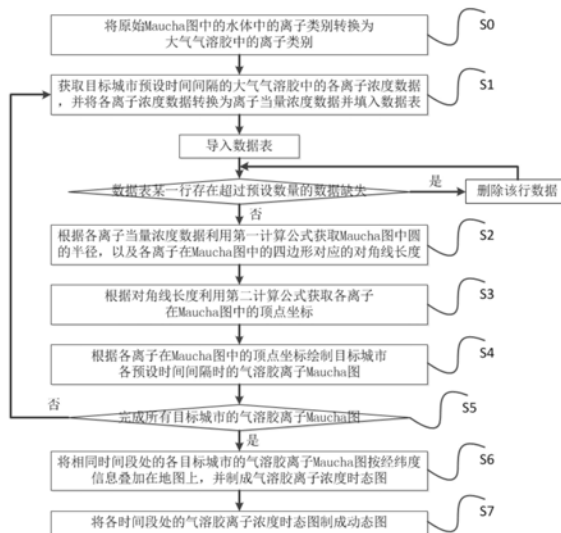 将原始Maucha图中的水体中的离子类别转换为
大气气溶胶中的离子类别
S0
获取目标城市预设时间间隔的大气气溶胶中的各离子浓度数据
，并将各离子浓度数据转换为离子当量浓度数据并填入数据表
S1
导入数据表
数据表某一行存在超过预设数量的数据缺失
是
删除该行数据
否
根据各离子当量浓度数据利用第一计算公式获取Maucha图中圆
的半径，以及各离子在Maucha图中的四边形对应的对角线长度
S2
根据对角线长度利用第二计算公式获取各离子
在Maucha图中的顶点坐标
S3
根据各离子在Maucha图中的顶点坐标绘制目标城市
各预设时间间隔时的气溶胶离子Maucha图
S4
否
完成所有目标城市的气溶胶离子Maucha图
S5
是
将相同时间段处的各目标城市的气溶胶离子Maucha图按经纬度
信息叠加在地图上，并制成气溶胶离子浓度时态图
S6
将各时间段处的气溶胶离子浓度时态图制成动态图
S7